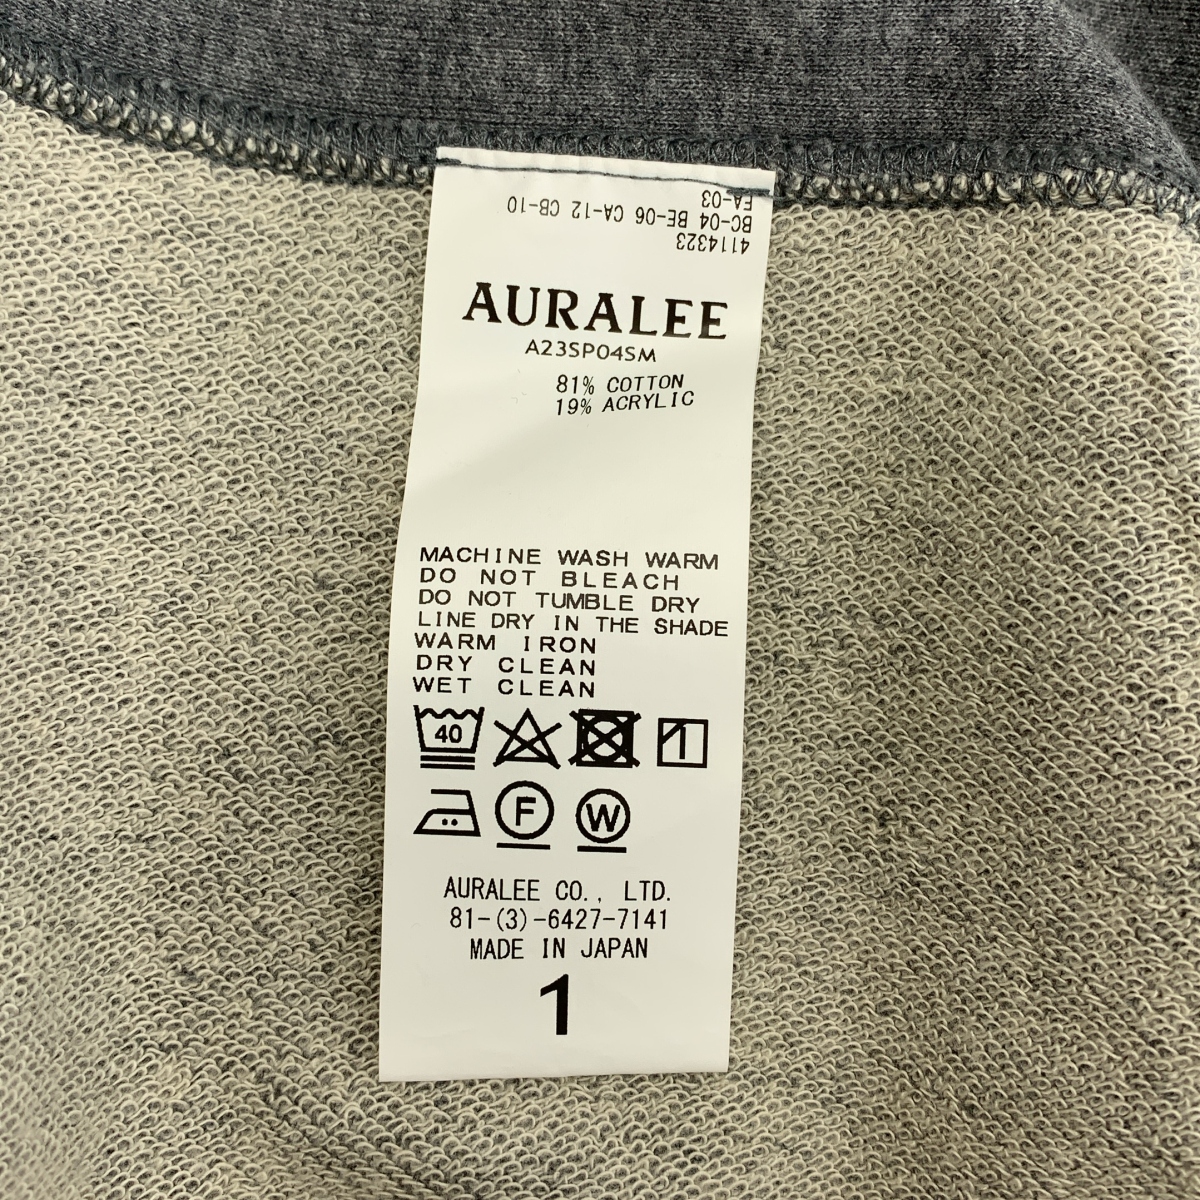 4114323
BC-04 BE-06 CA-12 CB-10
EA-03
AURALEE
A23SP04SM
81% COTTON
19% ACRYLIC
MACHINE WASH WARM
DO NOT BLEACH
DO NOT TUMBLE DRY
LINE DRY IN THE SHADE
WARM IRON
DRY CLEAN
WET CLEAN
40
F W
AURALEE CO., LTD.
81-(3)-6427-7141
MADE IN JAPAN
1